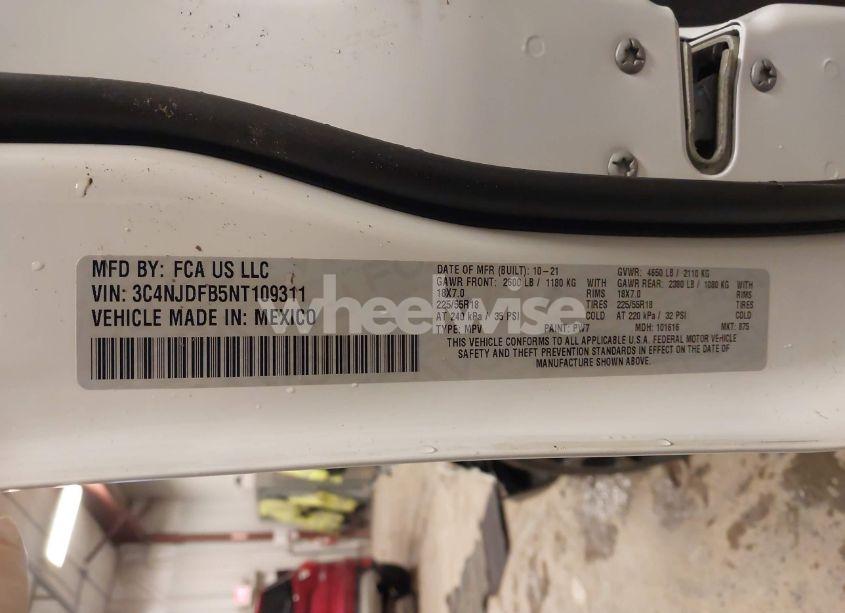 MFD BY: FCA US LLC
VIN: 3C4NJDFB5NT109311
VEHICLE MADE IN: MEXICO
DATE OF MFR (BUILT): 10-21 GVWR: 4650 LB / 2110 KG
GAWR FRONT: 2600 LB / 1180 KG WITH GAWR REAR: 2380 LB / 1080 KG WITH
18X7.0 RIMS 18X7.0 RIMS
225/55R18 TIRES 225/55R18 TIRES
AT 240 kPa / 35 PSI COLD AT 220 kPa / 32 PSI COLD
TYPE: MPV PAINT: PW7 MDH: 101616 MKT: 875
THIS VEHICLE CONFORMS TO ALL APPLICABLE U.S.A. FEDERAL MOTOR VEHICLE
SAFETY AND THEFT PREVENTION STANDARDS IN EFFECT ON THE DATE OF
MANUFACTURE SHOWN ABOVE.
wheelwise